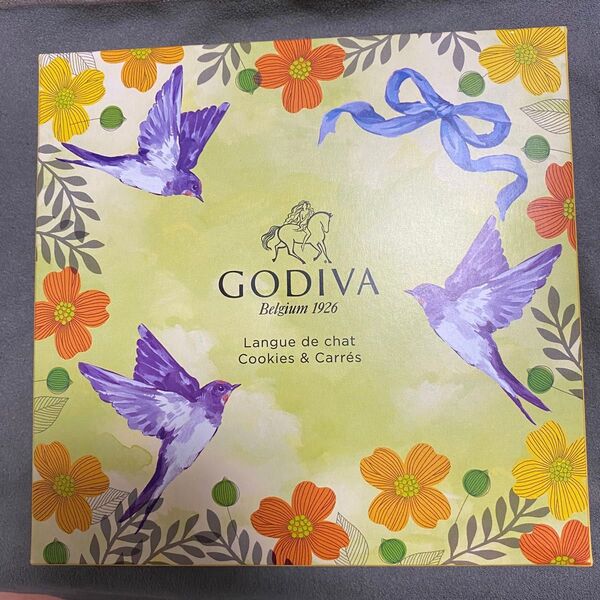 GODIVA
Belgium 1926
Langue de chat
Cookies & Carrés